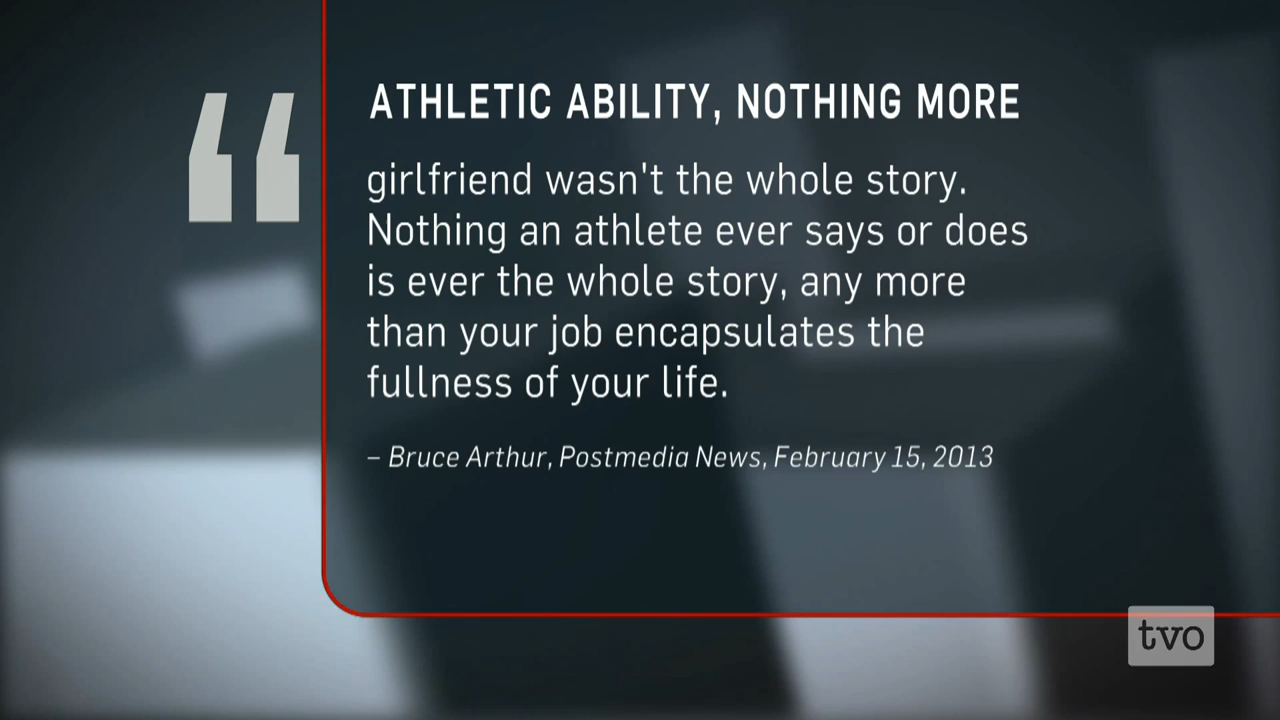 “
ATHLETIC ABILITY, NOTHING MORE
girlfriend wasn't the whole story.
Nothing an athlete ever says or does
is ever the whole story, any more
than your job encapsulates the
fullness of your life.
– Bruce Arthur, Postmedia News, February 15, 2013
tvo